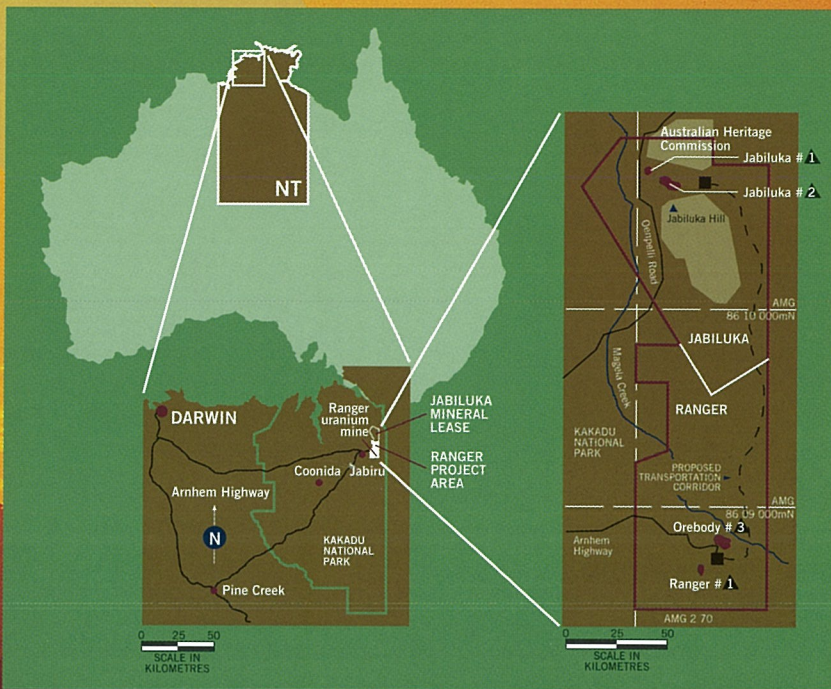 NT
DARWIN
Ranger
uranium
mine
JABILUKA
MINERAL
LEASE
RANGER
PROJECT
AREA
Coonida
Jabiru
Arnhem Highway
N
KAKADU
NATIONAL
PARK
Pine Creek
0 25 50
SCALE IN
KILOMETRES
Australian Heritage
Commission
Jabiluka # 1
Jabiluka # 2
Jabiluka Hill
Oenpelli Road
AMG
86 10 000mN
JABILUKA
Magela Creek
RANGER
KAKADU
NATIONAL
PARK
PROPOSED
TRANSPORTATION
CORRIDOR
AMG
86 09 000mN
Orebody # 3
Arnhem
Highway
Ranger # 1
AMG 2 70
0 25 50
SCALE IN
KILOMETRES